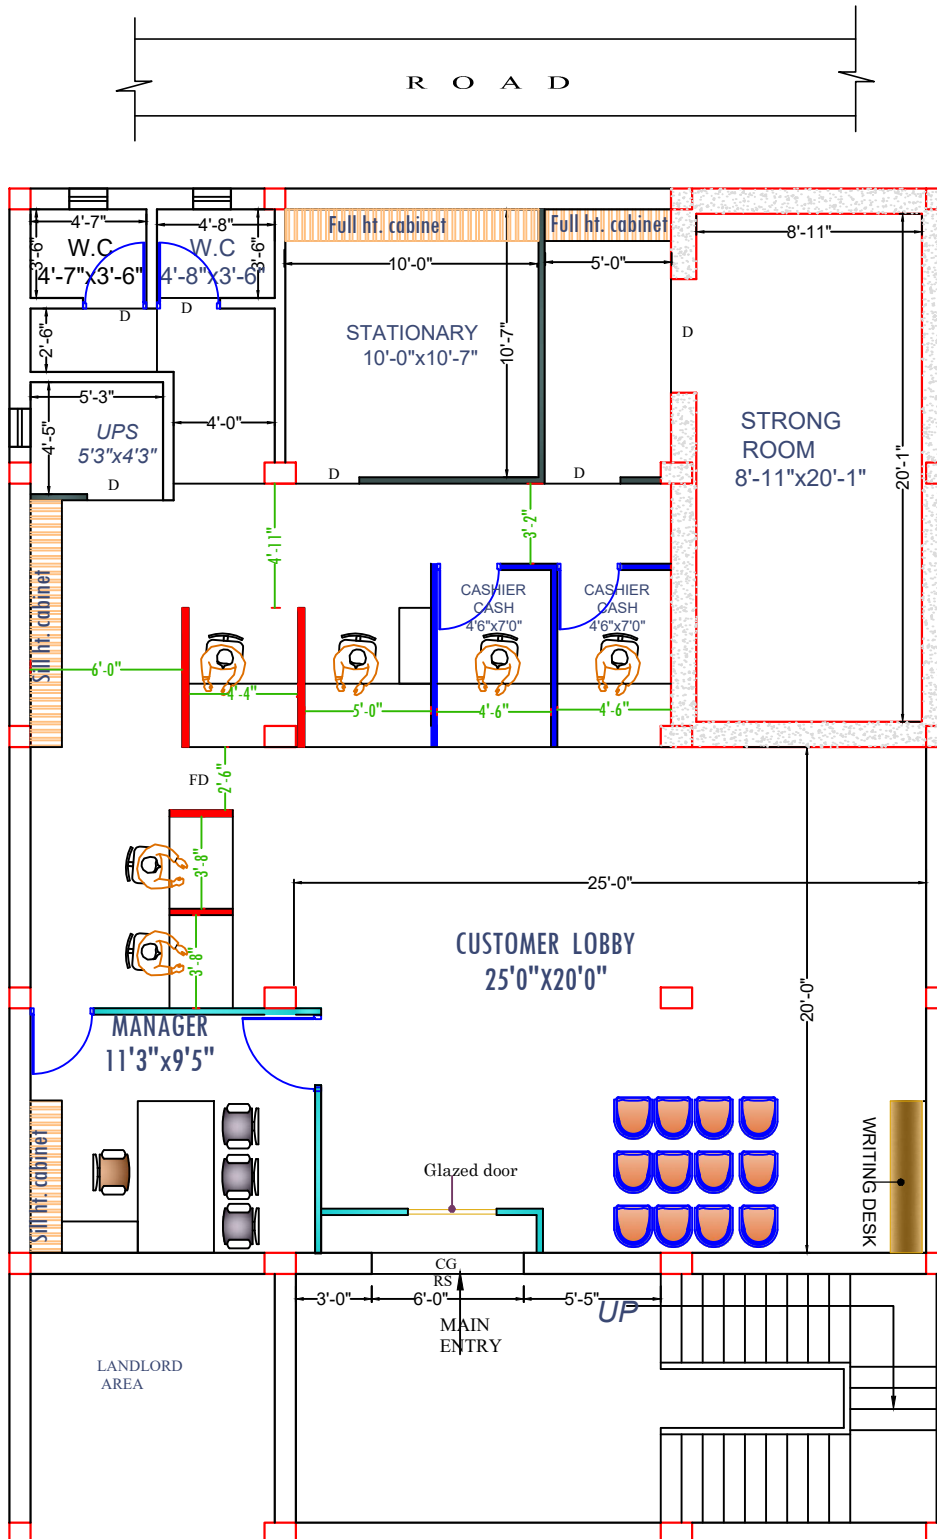 R O A D
4'-7"
4'-8"
Full ht. cabinet
Full ht. cabinet
8'-11"
3'-6"
W.C
4'-7"x3'-6"
W.C
4'-8"x3'-6"
3'-6"
10'-0"
5'-0"
D
D
D
2'-6"
STATIONARY
10'-0"x10'-7"
10'-7"
5'-3"
4'-0"
4'-5"
UPS
5'3"x4'3"
STRONG
ROOM
8'-11"x20'-1"
20'-1"
D
D
D
4'-11"
3'-2"
Sill ht. cabinet
CASHIER
CASH
4'6"x7'0"
CASHIER
CASH
4'6"x7'0"
6'-0"
4'-4"
5'-0"
4'-6"
4'-6"
FD
2'-6"
3'-8"
25'-0"
3'-8"
CUSTOMER LOBBY
25'0"X20'0"
20'-0"
MANAGER
11'3"x9'5"
Sill ht. cabinet
Glazed door
WRITING DESK
CG
RS
3'-0"
6'-0"
5'-5"
UP
MAIN
ENTRY
LANDLORD
AREA